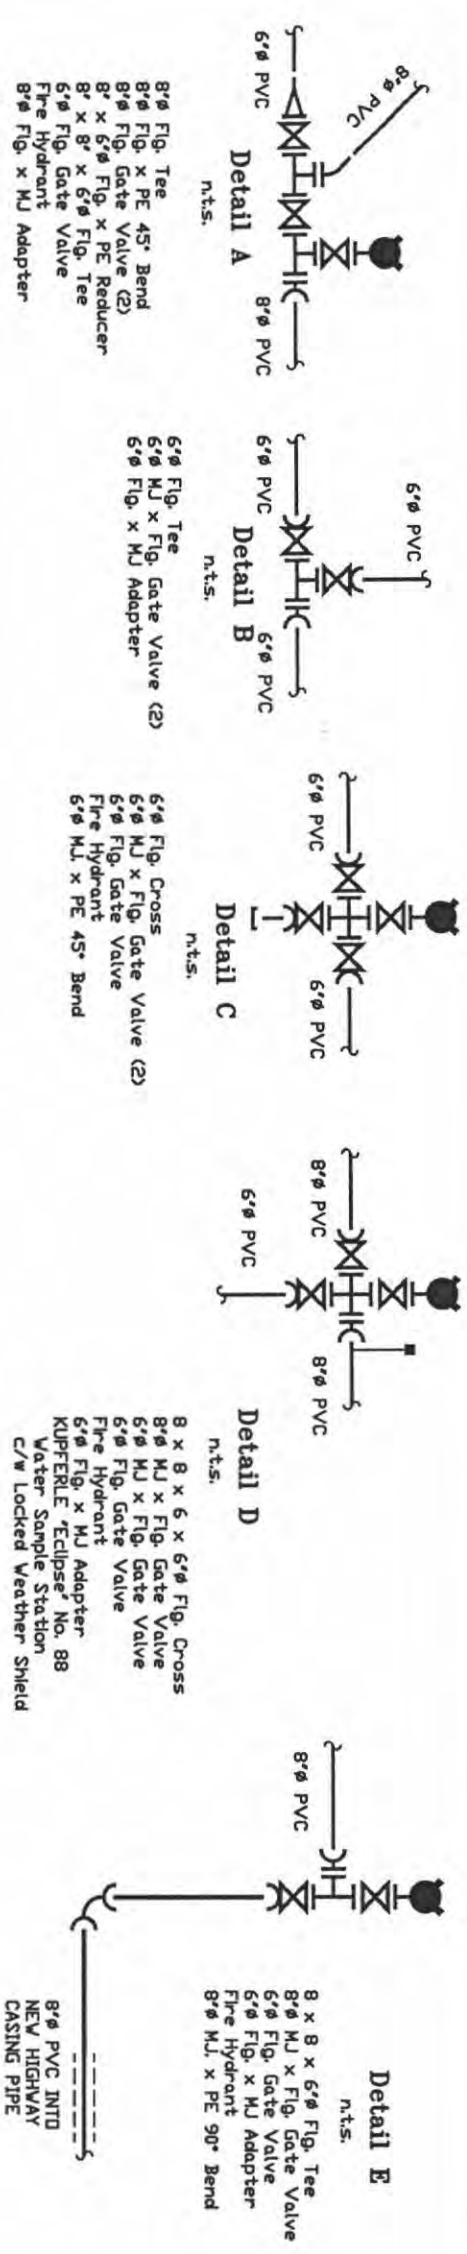 8"ø PVC
6"ø PVC
8"ø PVC
Detail A
n.t.s.
8"ø Flg. Tee
8"ø Flg. x PE 45° Bend
8"ø Flg. Gate Valve (2)
8" x 6"ø Flg. x PE Reducer
8" x 8" x 6"ø Flg. Tee
6"ø Flg. Gate Valve
Fire Hydrant
8"ø Flg. x MJ Adapter
6"ø PVC
6"ø PVC
6"ø PVC
Detail B
n.t.s.
6"ø Flg. Tee
6"ø MJ x Flg. Gate Valve (2)
6"ø Flg. x MJ Adapter
6"ø PVC
6"ø PVC
Detail C
n.t.s.
6"ø Flg. Cross
6"ø MJ x Flg. Gate Valve (2)
6"ø Flg. Gate Valve
Fire Hydrant
6"ø MJ. x PE 45° Bend
8"ø PVC
8"ø PVC
6"ø PVC
Detail D
n.t.s.
8 x 8 x 6 x 6"ø Flg. Cross
8"ø MJ x Flg. Gate Valve
6"ø MJ x Flg. Gate Valve
6"ø Flg. Gate Valve
Fire Hydrant
6"ø Flg. x MJ Adapter
KUPFERLE "Eclipse" No. 88
Water Sample Station
c/w Locked Weather Shield
8"ø PVC
Detail E
n.t.s.
8 x 8 x 6"ø Flg. Tee
8"ø MJ x Flg. Gate Valve
6"ø Flg. Gate Valve
6"ø Flg. x MJ Adapter
Fire Hydrant
8"ø MJ. x PE 90° Bend
8"ø PVC INTO
NEW HIGHWAY
CASING PIPE